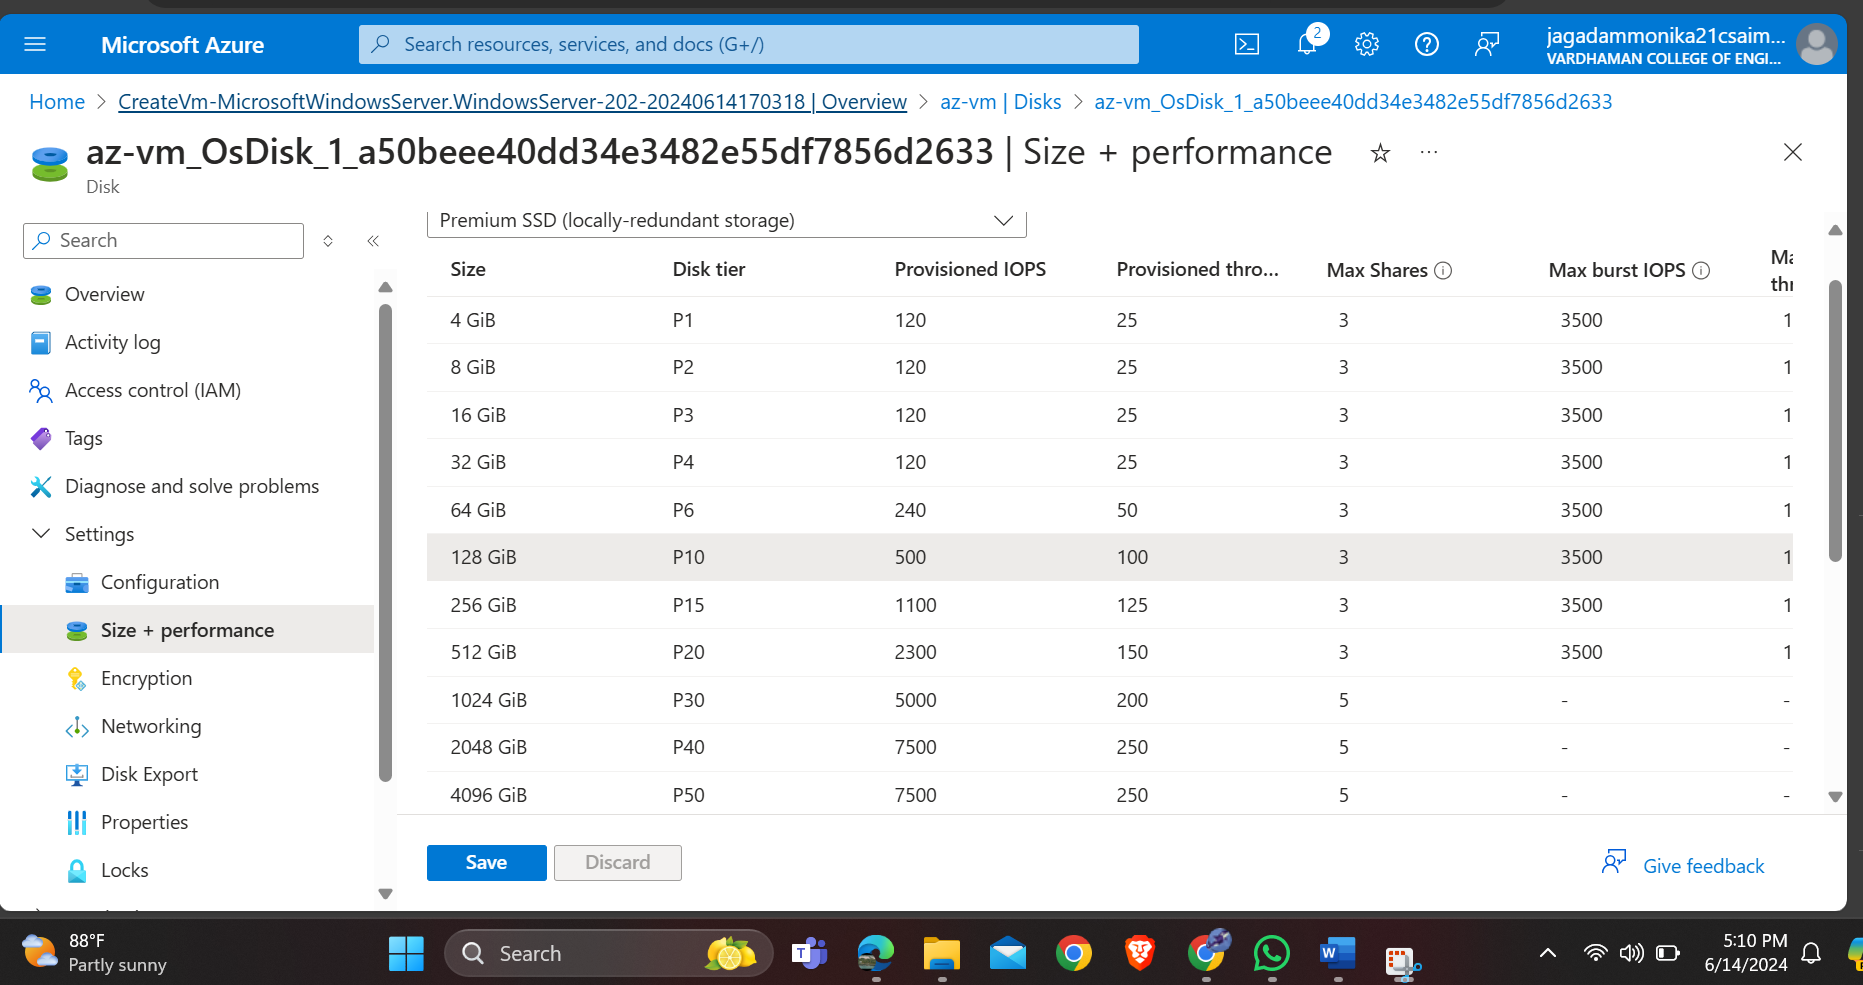 Microsoft Azure
Search resources, services, and docs (G+/)
2
jagadammonika21csaim...
VARDHAMAN COLLEGE OF ENGI...
Home > CreateVm-MicrosoftWindowsServer.WindowsServer-202-20240614170318 | Overview > az-vm | Disks > az-vm_OsDisk_1_a50beee40dd34e3482e55df7856d2633
az-vm_OsDisk_1_a50beee40dd34e3482e55df7856d2633 | Size + performance
Disk
Search
Overview
Activity log
Access control (IAM)
Tags
Diagnose and solve problems
Settings
Configuration
Size + performance
Encryption
Networking
Disk Export
Properties
Locks
Premium SSD (locally-redundant storage)
Size Disk tier Provisioned IOPS Provisioned thro... Max Shares Max burst IOPS
4 GiB P1 120 25 3 3500 1
8 GiB P2 120 25 3 3500 1
16 GiB P3 120 25 3 3500 1
32 GiB P4 120 25 3 3500 1
64 GiB P6 240 50 3 3500 1
128 GiB P10 500 100 3 3500 1
256 GiB P15 1100 125 3 3500 1
512 GiB P20 2300 150 3 3500 1
1024 GiB P30 5000 200 5 - -
2048 GiB P40 7500 250 5 - -
4096 GiB P50 7500 250 5 - -
Save Discard
Give feedback
88°F
Partly sunny
Search
5:10 PM
6/14/2024